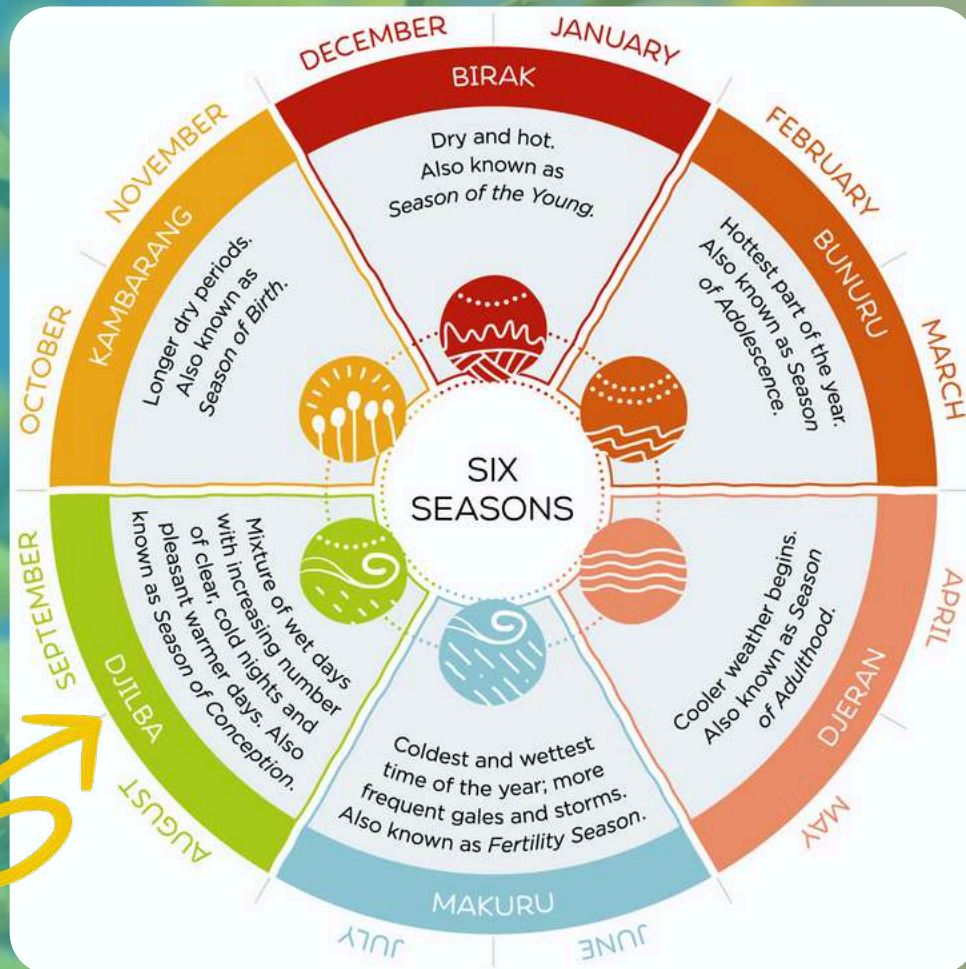 DECEMBER
JANUARY
BIRAK
Dry and hot.
Also known as
Season of the Young.
FEBRUARY
MARCH
BUNURU
Hottest part of the year.
Also known as Season
of Adolescence.
APRIL
MAY
DJERAN
Cooler weather begins.
Also known as Season
of Adulthood.
JUNE
JULY
MAKURU
Coldest and wettest
time of the year; more
frequent gales and storms.
Also known as Fertility Season.
AUGUST
SEPTEMBER
DJILBA
Mixture of wet days
with increasing number
of clear, cold nights and
pleasant warmer days. Also
known as Season of Conception.
OCTOBER
NOVEMBER
KAMBARANG
Longer dry periods.
Also known as
Season of Birth.
SIX
SEASONS